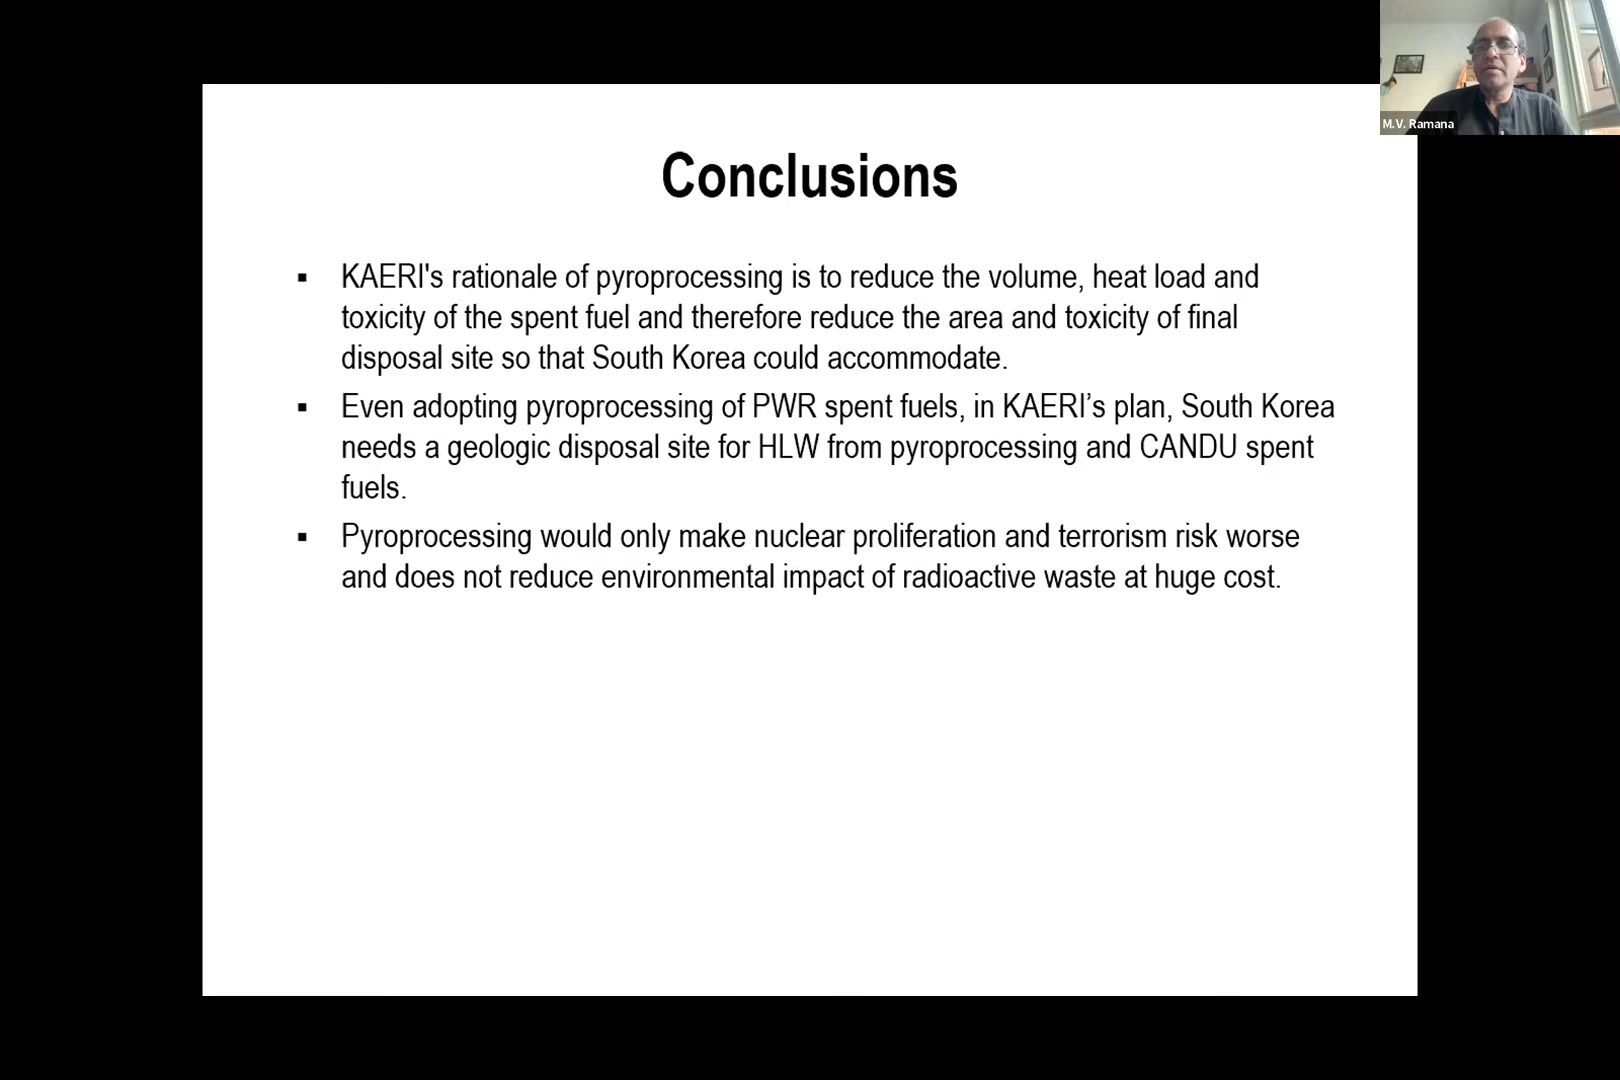 M.V. Ramana
Conclusions
▪ KAERI's rationale of pyroprocessing is to reduce the volume, heat load and
toxicity of the spent fuel and therefore reduce the area and toxicity of final
disposal site so that South Korea could accommodate.
▪ Even adopting pyroprocessing of PWR spent fuels, in KAERI’s plan, South Korea
needs a geologic disposal site for HLW from pyroprocessing and CANDU spent
fuels.
▪ Pyroprocessing would only make nuclear proliferation and terrorism risk worse
and does not reduce environmental impact of radioactive waste at huge cost.